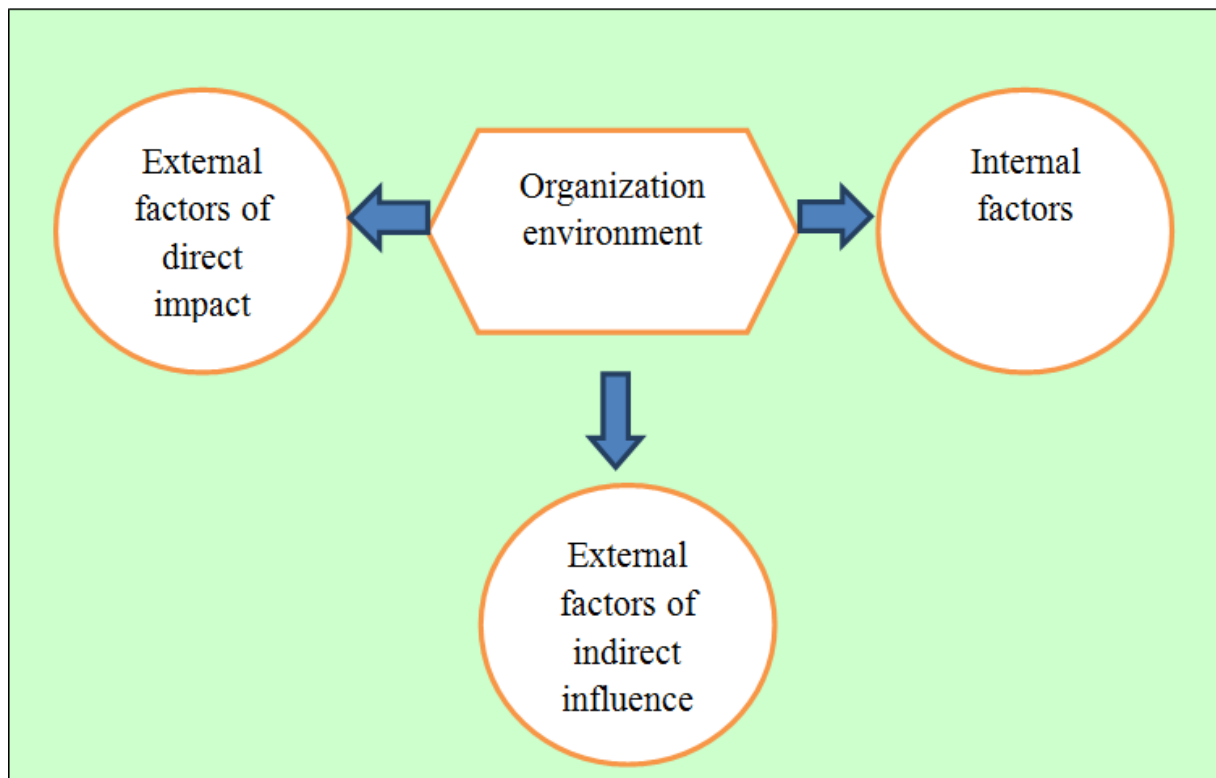 External
factors of
direct
impact
Organization
environment
Internal
factors
External
factors of
indirect
influence